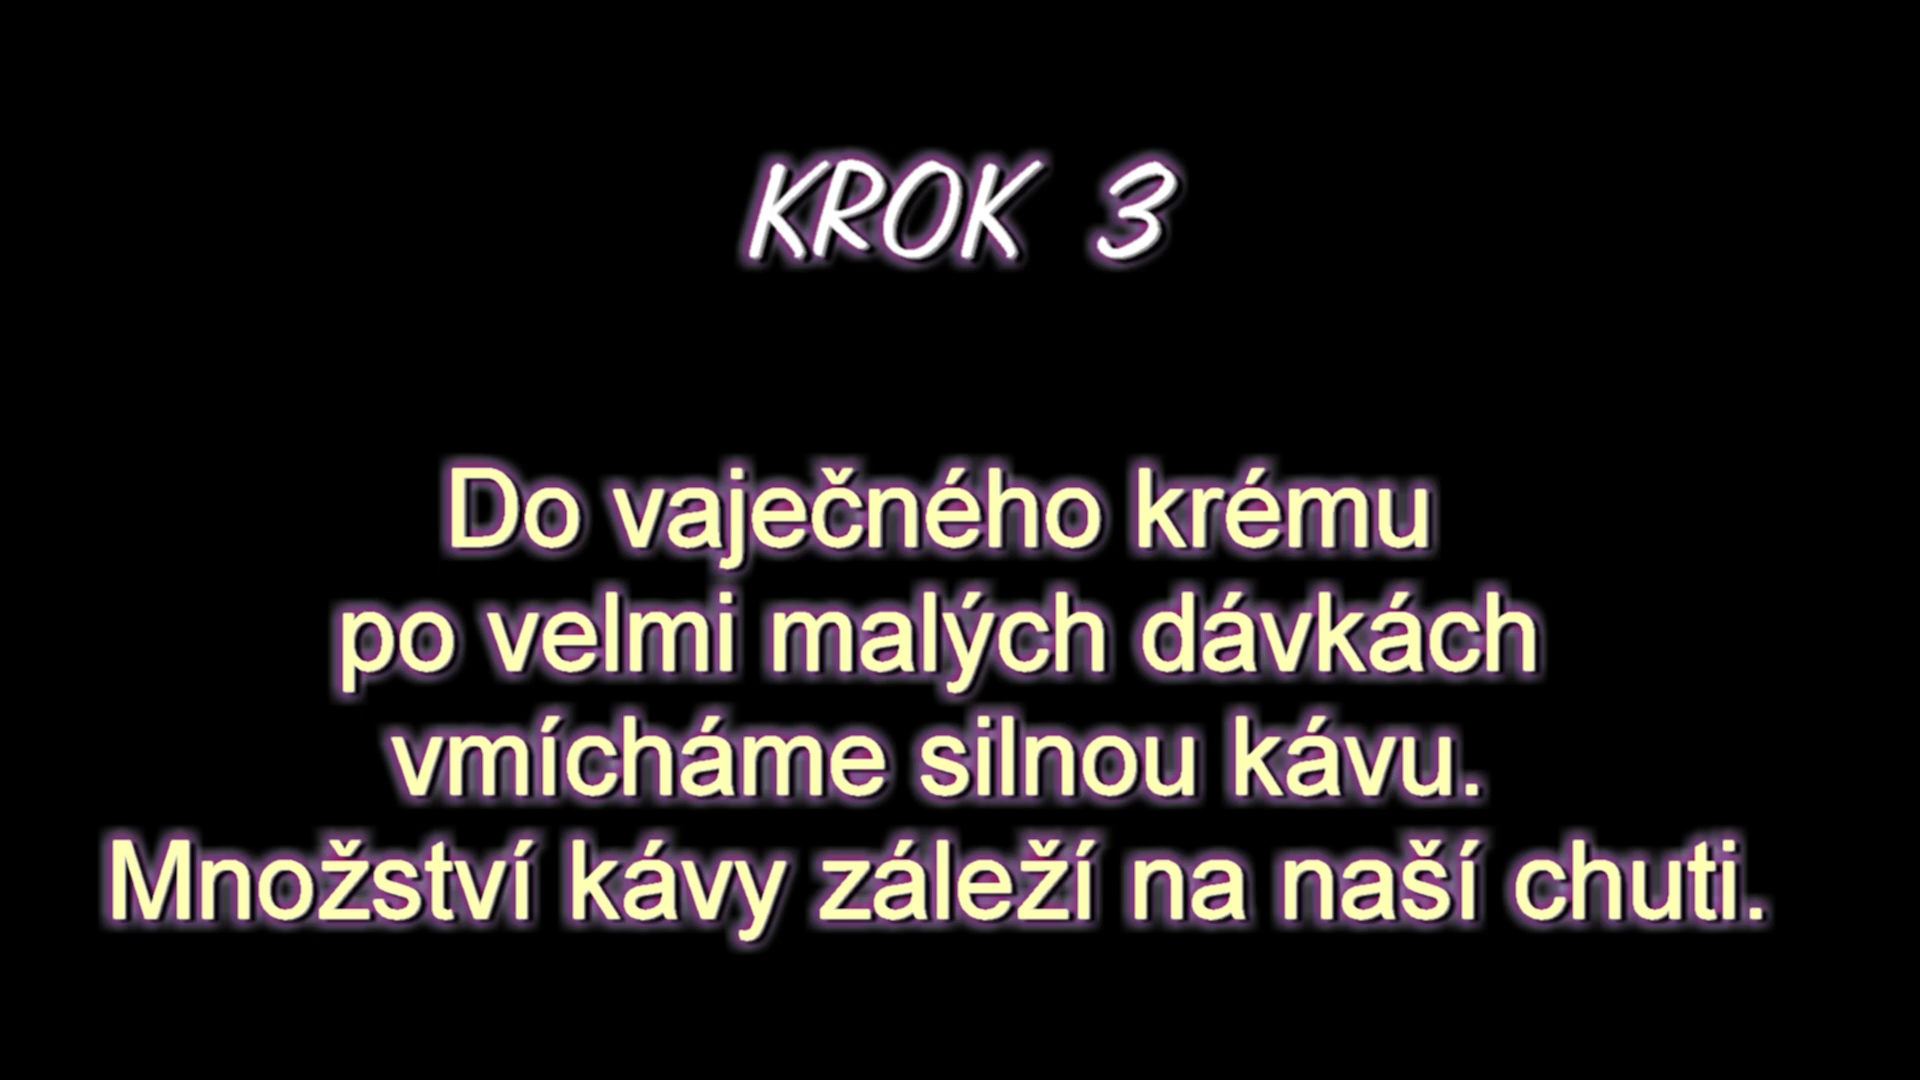 KROK 3
Do vaječného krému
po velmi malých dávkách
vmícháme silnou kávu.
Množství kávy záleží na naší chuti.